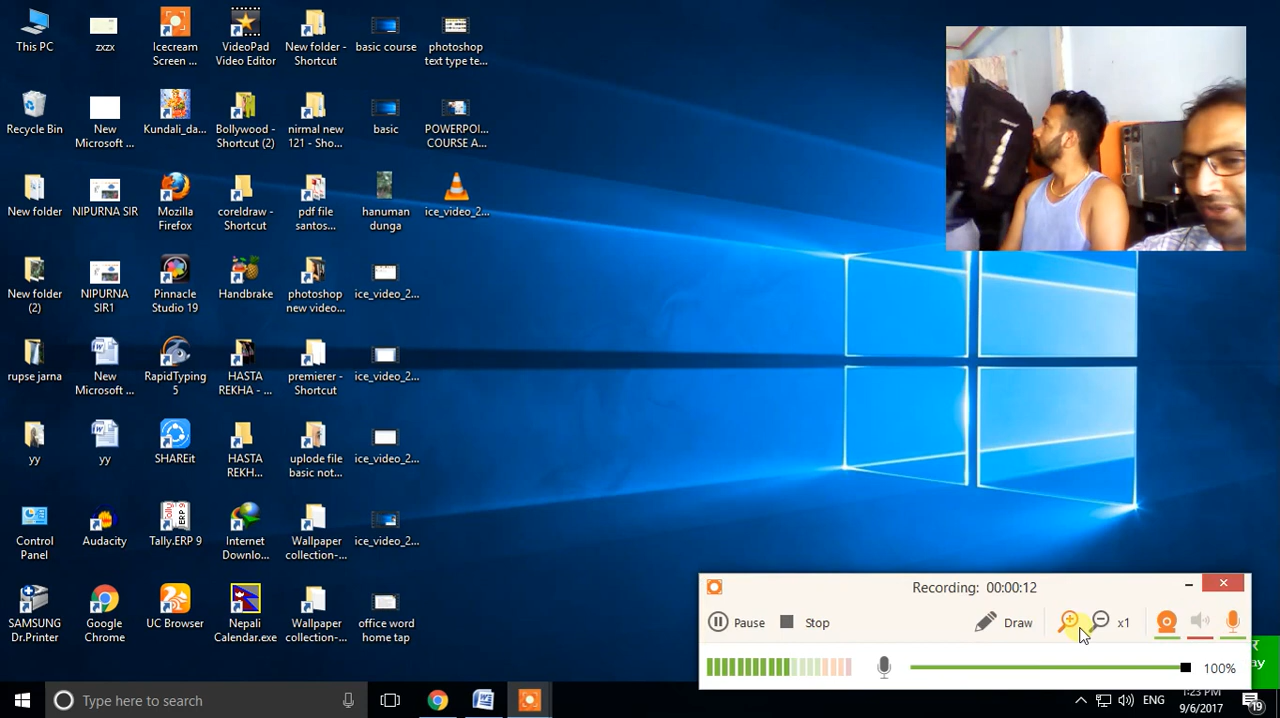 This PC
zxzx
Icecream
Screen ...
VideoPad
Video Editor
New folder -
Shortcut
basic course
photoshop
text type te...
Recycle Bin
New
Microsoft ...
Kundali_da...
Bollywood -
Shortcut (2)
nirmal new
121 - Sho...
basic
POWERPOI...
COURSE A...
New folder
NIPURNA SIR
Mozilla
Firefox
coreldraw -
Shortcut
pdf file
santos...
hanuman
dunga
ice_video_2...
New folder
(2)
NIPURNA
SIR1
Pinnacle
Studio 19
Handbrake
photoshop
new video...
ice_video_2...
rupse jarna
New
Microsoft ...
RapidTyping
5
HASTA
REKHA - ...
premierer -
Shortcut
ice_video_2...
yy
yy
SHAREit
HASTA
REKH...
uplode file
basic not...
ice_video_2...
Control
Panel
Audacity
Tally.ERP 9
Internet
Downlo...
Wallpaper
collection-...
ice_video_2...
SAMSUNG
Dr.Printer
Google
Chrome
UC Browser
Nepali
Calendar.exe
Wallpaper
collection-...
office word
home tap
Recording: 00:00:12
Pause
Stop
Draw
x1
100%
Type here to search
ENG
1:23 PM
9/6/2017
19